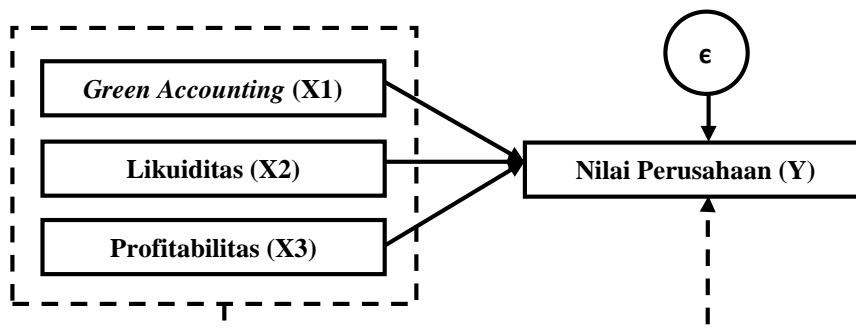 ϵ
Green Accounting (X1)
Likuiditas (X2)
Nilai Perusahaan (Y)
Profitabilitas (X3)